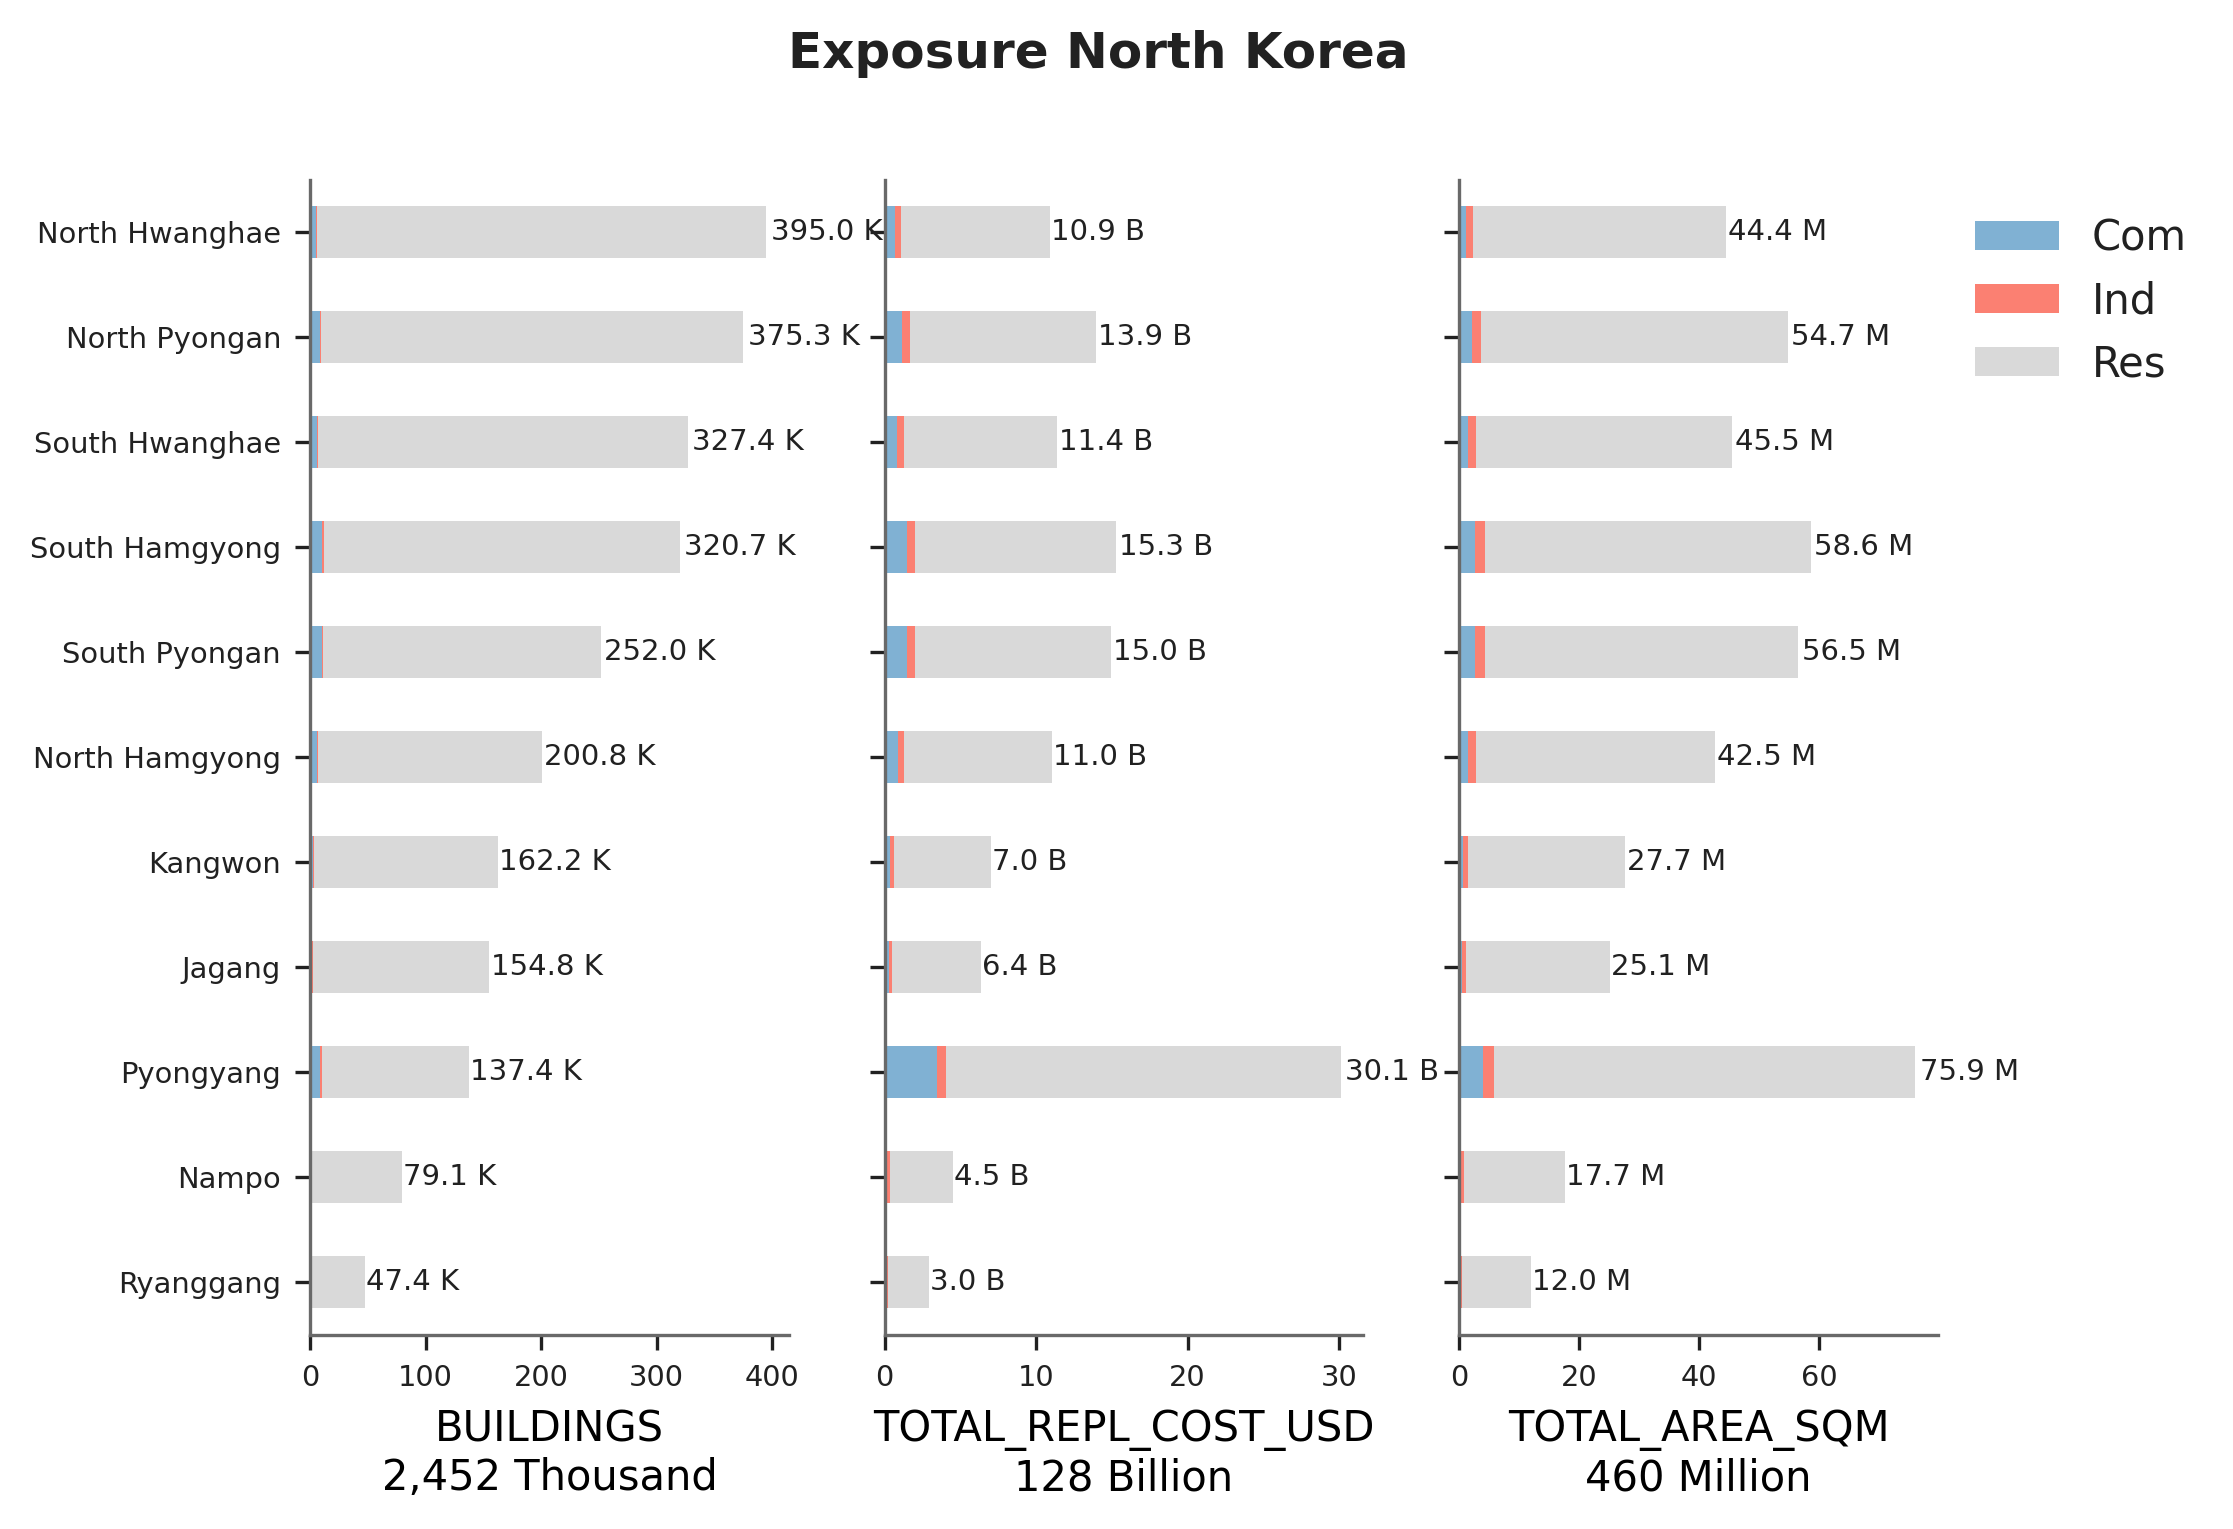 Exposure North Korea
North Hwanghae 395.0 K 10.9 B 44.4 M
North Pyongan 375.3 K 13.9 B 54.7 M
South Hwanghae 327.4 K 11.4 B 45.5 M
South Hamgyong 320.7 K 15.3 B 58.6 M
South Pyongan 252.0 K 15.0 B 56.5 M
North Hamgyong 200.8 K 11.0 B 42.5 M
Kangwon 162.2 K 7.0 B 27.7 M
Jagang 154.8 K 6.4 B 25.1 M
Pyongyang 137.4 K 30.1 B 75.9 M
Nampo 79.1 K 4.5 B 17.7 M
Ryanggang 47.4 K 3.0 B 12.0 M
0 100 200 300 400
BUILDINGS
2,452 Thousand
0 10 20 30
TOTAL_REPL_COST_USD
128 Billion
0 20 40 60
TOTAL_AREA_SQM
460 Million
Com
Ind
Res